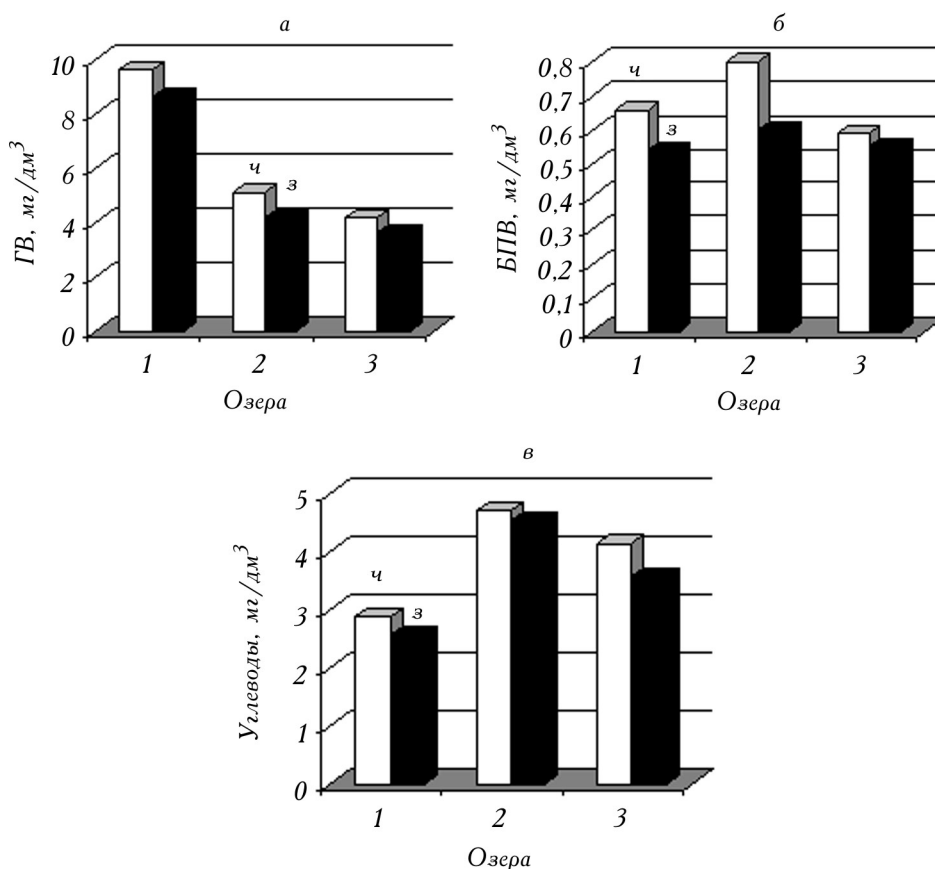 а
ГВ, мг/дм³
10
8
6
4
2
0
ч
з
1 2 3
Озера
б
БПВ, мг/дм³
0,8
0,7
0,6
0,5
0,4
0,3
0,2
0,1
0
ч
з
1 2 3
Озера
в
Углеводы, мг/дм³
5
4
3
2
1
0
ч
з
1 2 3
Озера